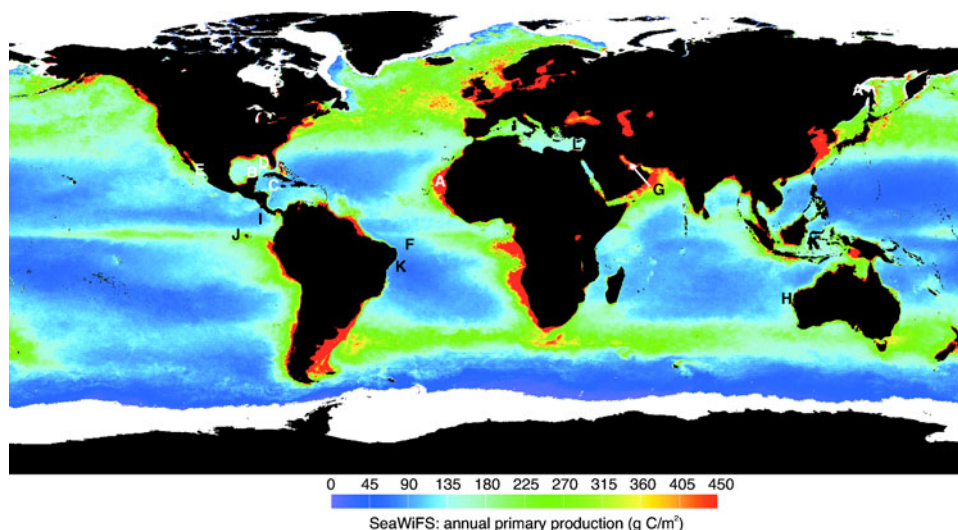 A
I
L
D
E B
A
C
G
I
J
F
K
K
H
0 45 90 135 180 225 270 315 360 405 450
SeaWiFS: annual primary production (g C/m²)